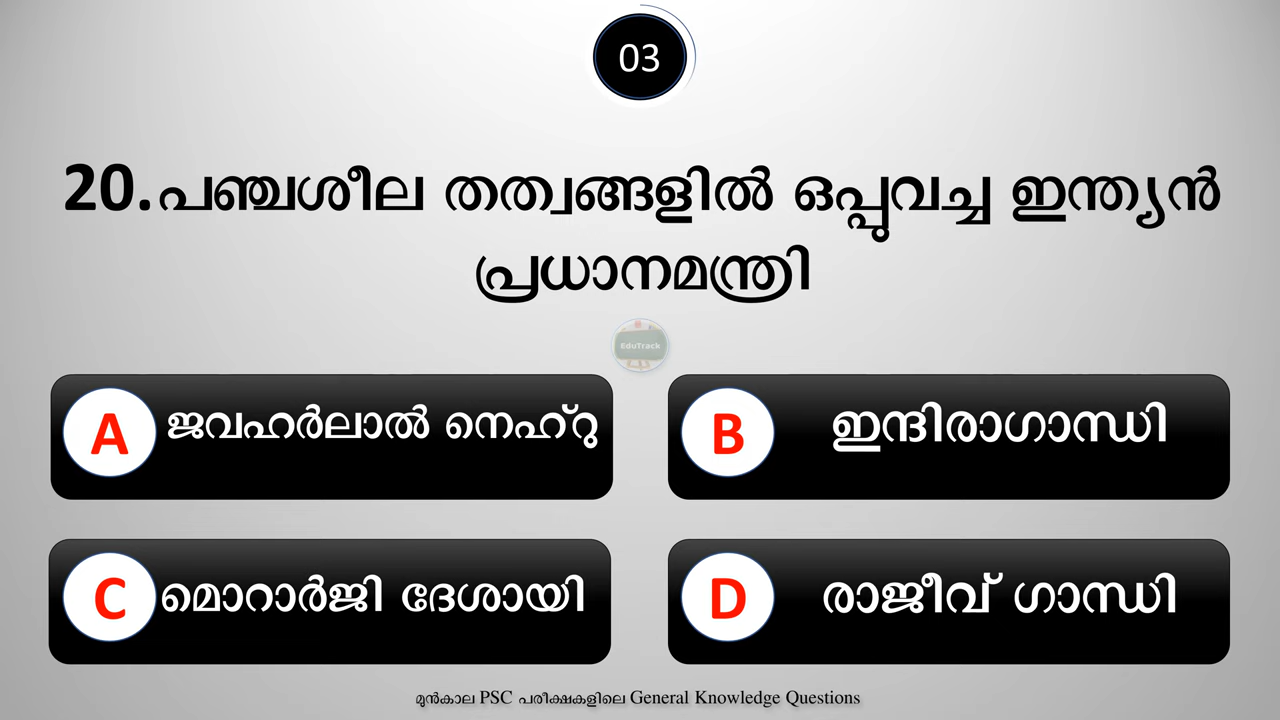 03
20.പഞ്ചശീല തത്വങ്ങളിൽ ഒപ്പുവച്ച ഇന്ത്യൻ
പ്രധാനമന്ത്രി
EduTrack
A ജവഹർലാൽ നെഹ്റു
B ഇന്ദിരാഗാന്ധി
C മൊറാർജി ദേശായി
D രാജീവ് ഗാന്ധി
മുൻകാല PSC പരീക്ഷകളിലെ General Knowledge Questions